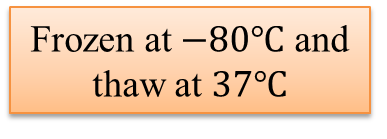 Frozen at −80℃ and
thaw at 37℃